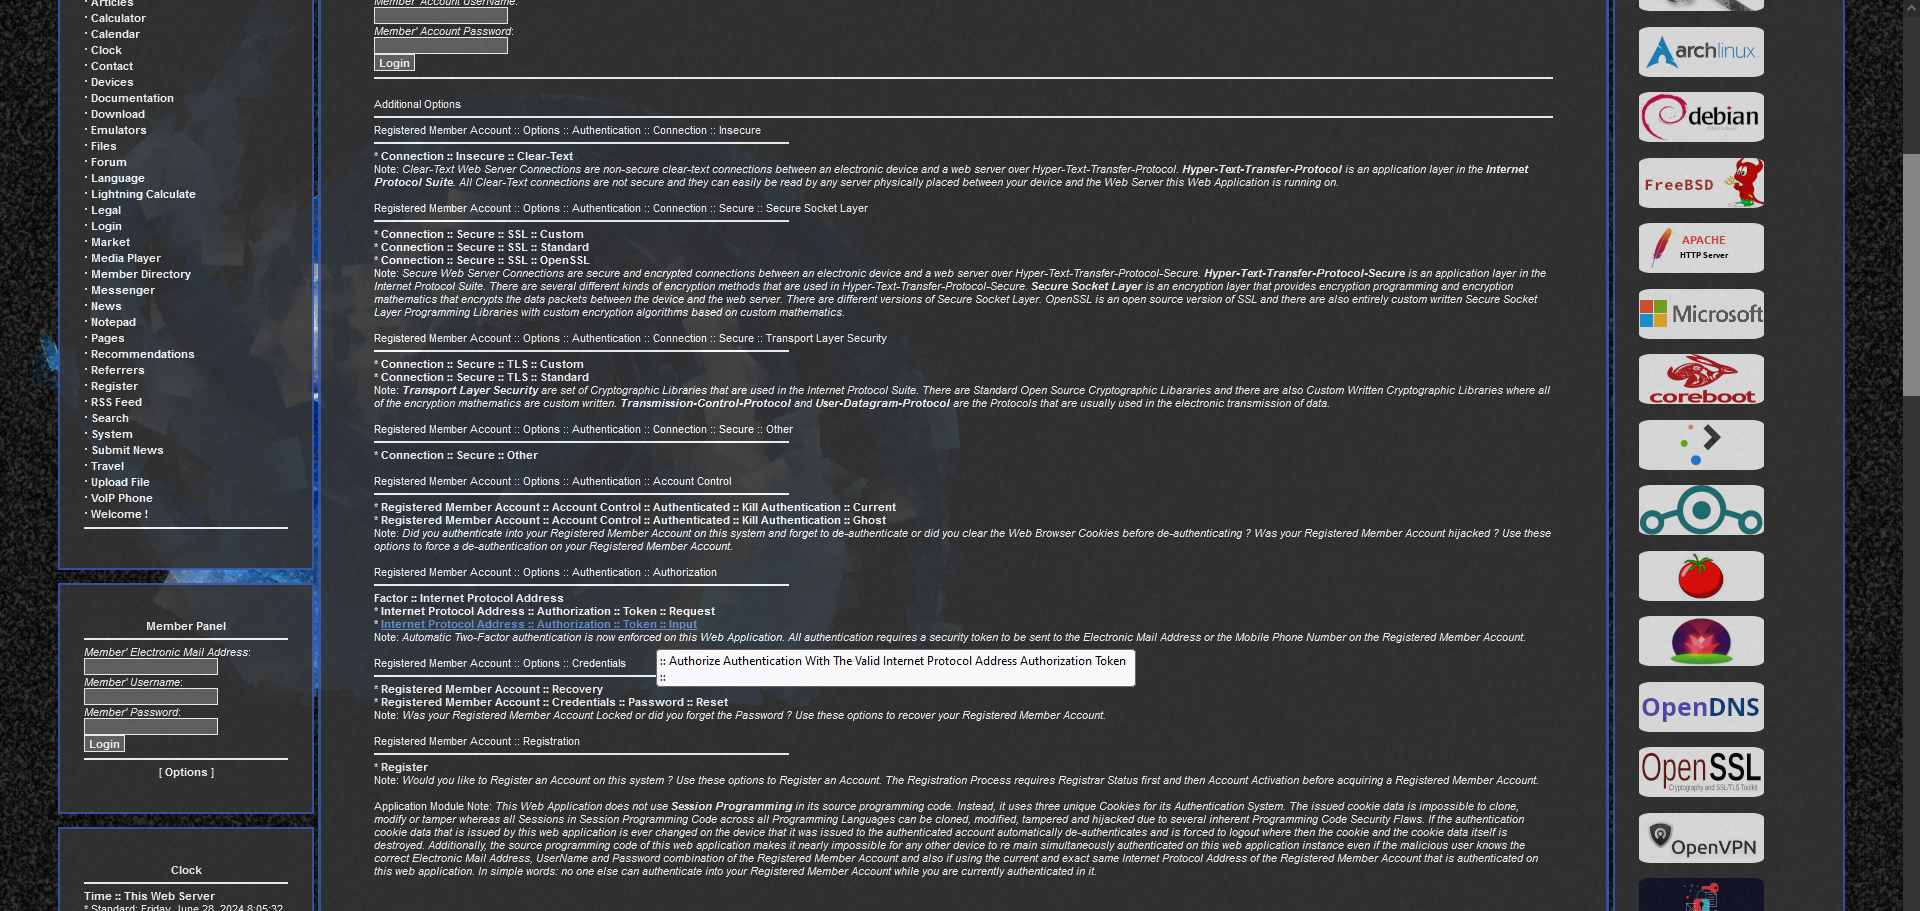 · Articles
· Calculator
· Calendar
· Clock
· Contact
· Devices
· Documentation
· Download
· Emulators
· Files
· Forum
· Language
· Lightning Calculate
· Legal
· Login
· Market
· Media Player
· Member Directory
· Messenger
· News
· Notepad
· Pages
· Recommendations
· Referrers
· Register
· RSS Feed
· Search
· System
· Submit News
· Travel
· Upload File
· VoIP Phone
· Welcome !
Member Panel
Member' Electronic Mail Address:
Member' Username:
Member' Password:
Login
[ Options ]
Clock
Time :: This Web Server
* Standard: Friday, June 28, 2024 8:05:32
Member' Account UserName:
Member' Account Password:
Login
Additional Options
Registered Member Account :: Options :: Authentication :: Connection :: Insecure
* Connection :: Insecure :: Clear-Text
Note: Clear-Text Web Server Connections are non-secure clear-text connections between an electronic device and a web server over Hyper-Text-Transfer-Protocol. Hyper-Text-Transfer-Protocol is an application layer in the Internet
Protocol Suite. All Clear-Text connections are not secure and they can easily be read by any server physically placed between your device and the Web Server this Web Application is running on.
Registered Member Account :: Options :: Authentication :: Connection :: Secure :: Secure Socket Layer
* Connection :: Secure :: SSL :: Custom
* Connection :: Secure :: SSL :: Standard
* Connection :: Secure :: SSL :: OpenSSL
Note: Secure Web Server Connections are secure and encrypted connections between an electronic device and a web server over Hyper-Text-Transfer-Protocol-Secure. Hyper-Text-Transfer-Protocol-Secure is an application layer in the
Internet Protocol Suite. There are several different kinds of encryption methods that are used in Hyper-Text-Transfer-Protocol-Secure. Secure Socket Layer is an encryption layer that provides encryption programming and encryption
mathematics that encrypts the data packets between the device and the web server. There are different versions of Secure Socket Layer. OpenSSL is an open source version of SSL and there are also entirely custom written Secure Socket
Layer Programming Libraries with custom encryption algorithms based on custom mathematics.
Registered Member Account :: Options :: Authentication :: Connection :: Secure :: Transport Layer Security
* Connection :: Secure :: TLS :: Custom
* Connection :: Secure :: TLS :: Standard
Note: Transport Layer Security are set of Cryptographic Libraries that are used in the Internet Protocol Suite. There are Standard Open Source Cryptographic Libararies and there are also Custom Written Cryptographic Libraries where all
of the encryption mathematics are custom written. Transmission-Control-Protocol and User-Datagram-Protocol are the Protocols that are usually used in the electronic transmission of data.
Registered Member Account :: Options :: Authentication :: Connection :: Secure :: Other
* Connection :: Secure :: Other
Registered Member Account :: Options :: Authentication :: Account Control
* Registered Member Account :: Account Control :: Authenticated :: Kill Authentication :: Current
* Registered Member Account :: Account Control :: Authenticated :: Kill Authentication :: Ghost
Note: Did you authenticate into your Registered Member Account on this system and forget to de-authenticate or did you clear the Web Browser Cookies before de-authenticating ? Was your Registered Member Account hijacked ? Use these
options to force a de-authentication on your Registered Member Account.
Registered Member Account :: Options :: Authentication :: Authorization
Factor :: Internet Protocol Address
* Internet Protocol Address :: Authorization :: Token :: Request
* Internet Protocol Address :: Authorization :: Token :: Input
Note: Automatic Two-Factor authentication is now enforced on this Web Application. All authentication requires a security token to be sent to the Electronic Mail Address or the Mobile Phone Number on the Registered Member Account.
Registered Member Account :: Options :: Credentials
:: Authorize Authentication With The Valid Internet Protocol Address Authorization Token
::
* Registered Member Account :: Recovery
* Registered Member Account :: Credentials :: Password :: Reset
Note: Was your Registered Member Account Locked or did you forget the Password ? Use these options to recover your Registered Member Account.
Registered Member Account :: Registration
* Register
Note: Would you like to Register an Account on this system ? Use these options to Register an Account. The Registration Process requires Registrar Status first and then Account Activation before acquiring a Registered Member Account.
Application Module Note: This Web Application does not use Session Programming in its source programming code. Instead, it uses three unique Cookies for its Authentication System. The issued cookie data is impossible to clone,
modify or tamper whereas all Sessions in Session Programming Code across all Programming Languages can be cloned, modified, tampered and hijacked due to several inherent Programming Code Security Flaws. If the authentication
cookie data that is issued by this web application is ever changed on the device that it was issued to the authenticated account automatically de-authenticates and is forced to logout where then the cookie and the cookie data itself is
destroyed. Additionally, the source programming code of this web application makes it nearly impossible for any other device to re main simultaneously authenticated on this web application instance even if the malicious user knows the
correct Electronic Mail Address, UserName and Password combination of the Registered Member Account and also if using the current and exact same Internet Protocol Address of the Registered Member Account that is authenticated on
this web application. In simple words: no one else can authenticate into your Registered Member Account while you are currently authenticated in it.
archlinux
debian
FreeBSD
APACHE
HTTP Server
Microsoft
coreboot
OpenDNS
OpenSSL
Cryptography and SSL/TLS Toolkit
OpenVPN